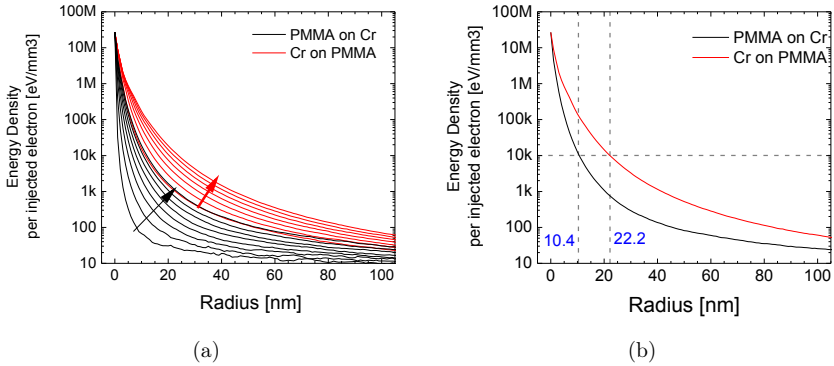 Energy Density
per injected electron [eV/mm3]
100M
10M
1M
100k
10k
1k
100
10
PMMA on Cr
Cr on PMMA
0
20
40
60
80
100
Radius [nm]
(a)
Energy Density
per injected electron [eV/mm3]
100M
10M
1M
100k
10k
1k
100
10
PMMA on Cr
Cr on PMMA
10.4
22.2
0
20
40
60
80
100
Radius [nm]
(b)